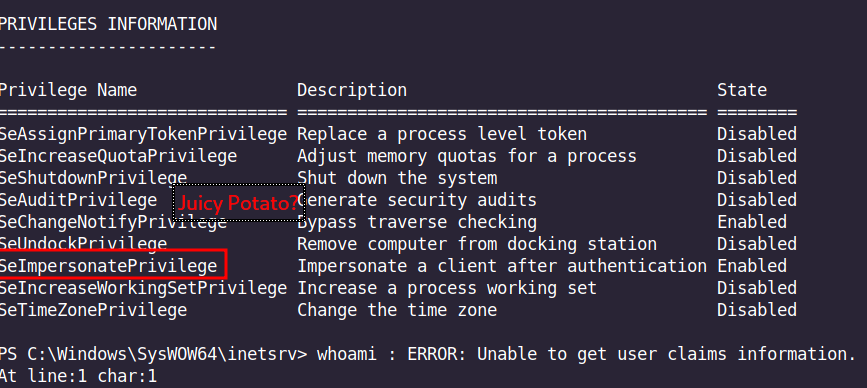 PRIVILEGES INFORMATION
----------------------
Privilege Name Description State
============================= ========================================= ========
SeAssignPrimaryTokenPrivilege Replace a process level token Disabled
SeIncreaseQuotaPrivilege Adjust memory quotas for a process Disabled
SeShutdownPrivilege Shut down the system Disabled
SeAuditPrivilege Generate security audits Disabled
Juicy Potato?
SeChangeNotifyPrivilege Bypass traverse checking Enabled
SeUndockPrivilege Remove computer from docking station Disabled
SeImpersonatePrivilege Impersonate a client after authentication Enabled
SeIncreaseWorkingSetPrivilege Increase a process working set Disabled
SeTimeZonePrivilege Change the time zone Disabled
PS C:\Windows\SysWOW64\inetsrv> whoami : ERROR: Unable to get user claims information.
At line:1 char:1